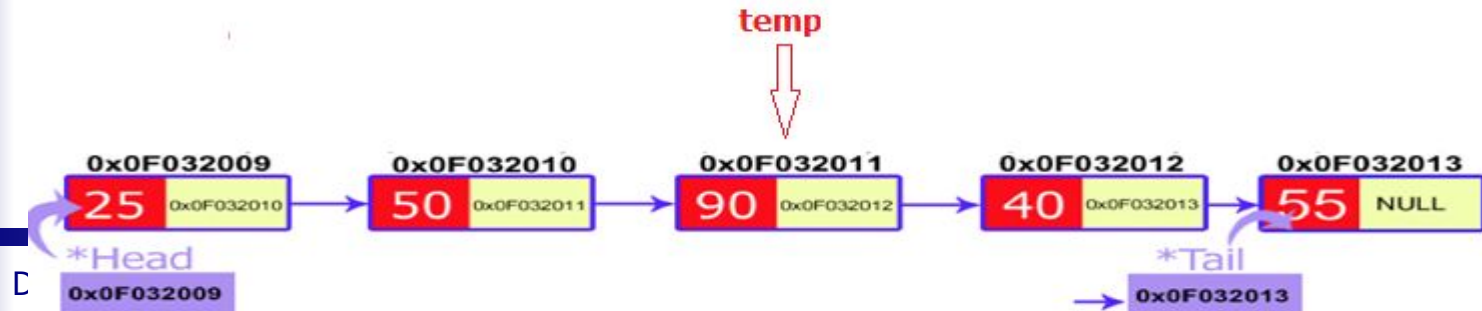 temp
0x0F032009 0x0F032010 0x0F032011 0x0F032012 0x0F032013
25 0x0F032010 50 0x0F032011 90 0x0F032012 40 0x0F032013 55 NULL
*Head *Tail
D 0x0F032009 0x0F032013